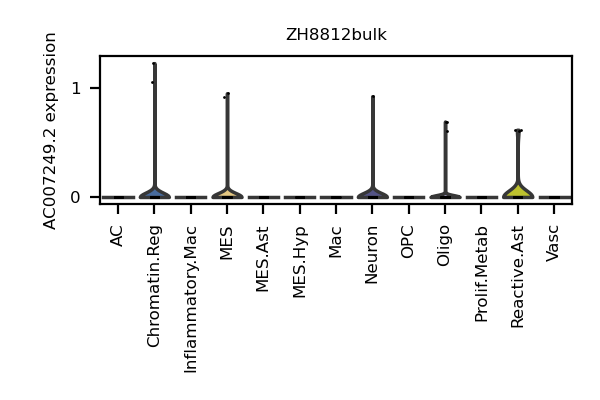 ZH8812bulk
AC007249.2 expression
1
0
AC
Chromatin.Reg
Inflammatory.Mac
MES
MES.Ast
MES.Hyp
Mac
Neuron
OPC
Oligo
Prolif.Metab
Reactive.Ast
Vasc